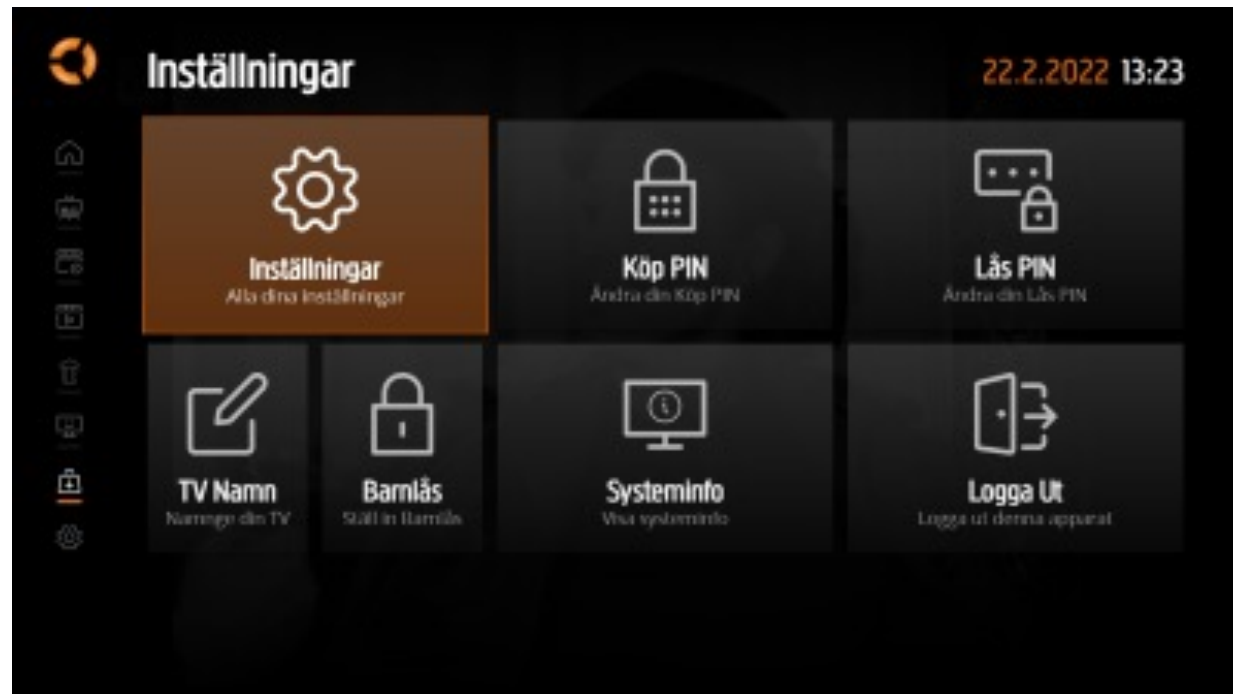 Inställningar
22.2.2022 13:23
Inställningar
Alla dina inställningar
Köp PIN
Ändra din Köp PIN
Lås PIN
Ändra din Lås PIN
TV Namn
Namnge din TV
Barnlås
Ställ in Barnlås
Systeminfo
Visa systeminfo
Logga Ut
Logga ut denna apparat